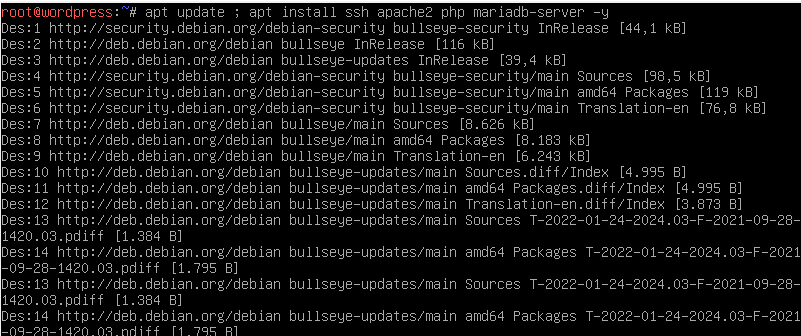 root@wordpress:~# apt update ; apt install ssh apache2 php mariadb-server -y
Des:1 http://security.debian.org/debian-security bullseye-security InRelease [44,1 kB]
Des:2 http://deb.debian.org/debian bullseye InRelease [116 kB]
Des:3 http://deb.debian.org/debian bullseye-updates InRelease [39,4 kB]
Des:4 http://security.debian.org/debian-security bullseye-security/main Sources [98,5 kB]
Des:5 http://security.debian.org/debian-security bullseye-security/main amd64 Packages [119 kB]
Des:6 http://security.debian.org/debian-security bullseye-security/main Translation-en [76,8 kB]
Des:7 http://deb.debian.org/debian bullseye/main Sources [8.626 kB]
Des:8 http://deb.debian.org/debian bullseye/main amd64 Packages [8.183 kB]
Des:9 http://deb.debian.org/debian bullseye/main Translation-en [6.243 kB]
Des:10 http://deb.debian.org/debian bullseye-updates/main Sources.diff/Index [4.995 B]
Des:11 http://deb.debian.org/debian bullseye-updates/main amd64 Packages.diff/Index [4.995 B]
Des:12 http://deb.debian.org/debian bullseye-updates/main Translation-en.diff/Index [3.873 B]
Des:13 http://deb.debian.org/debian bullseye-updates/main Sources T-2022-01-24-2024.03-F-2021-09-28-
1420.03.pdiff [1.384 B]
Des:14 http://deb.debian.org/debian bullseye-updates/main amd64 Packages T-2022-01-24-2024.03-F-2021
-09-28-1420.03.pdiff [1.795 B]
Des:13 http://deb.debian.org/debian bullseye-updates/main Sources T-2022-01-24-2024.03-F-2021-09-28-
1420.03.pdiff [1.384 B]
Des:14 http://deb.debian.org/debian bullseye-updates/main amd64 Packages T-2022-01-24-2024.03-F-2021
-09-28-1420.03.pdiff [1.795 B]